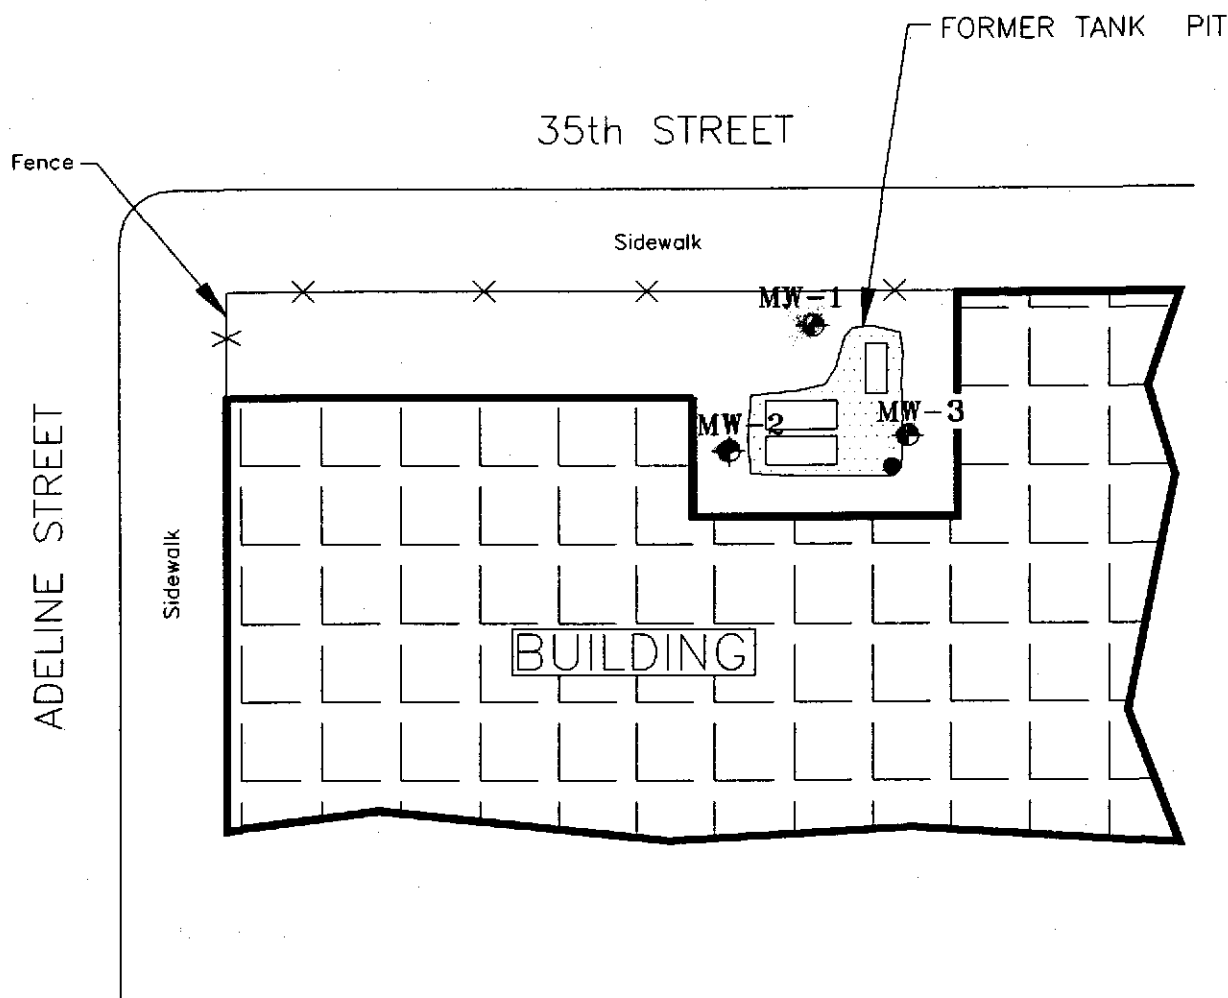 FORMER TANK PIT
35th STREET
Fence
Sidewalk
MW-1
MW-2
MW-3
ADELINE STREET
Sidewalk
BUILDING